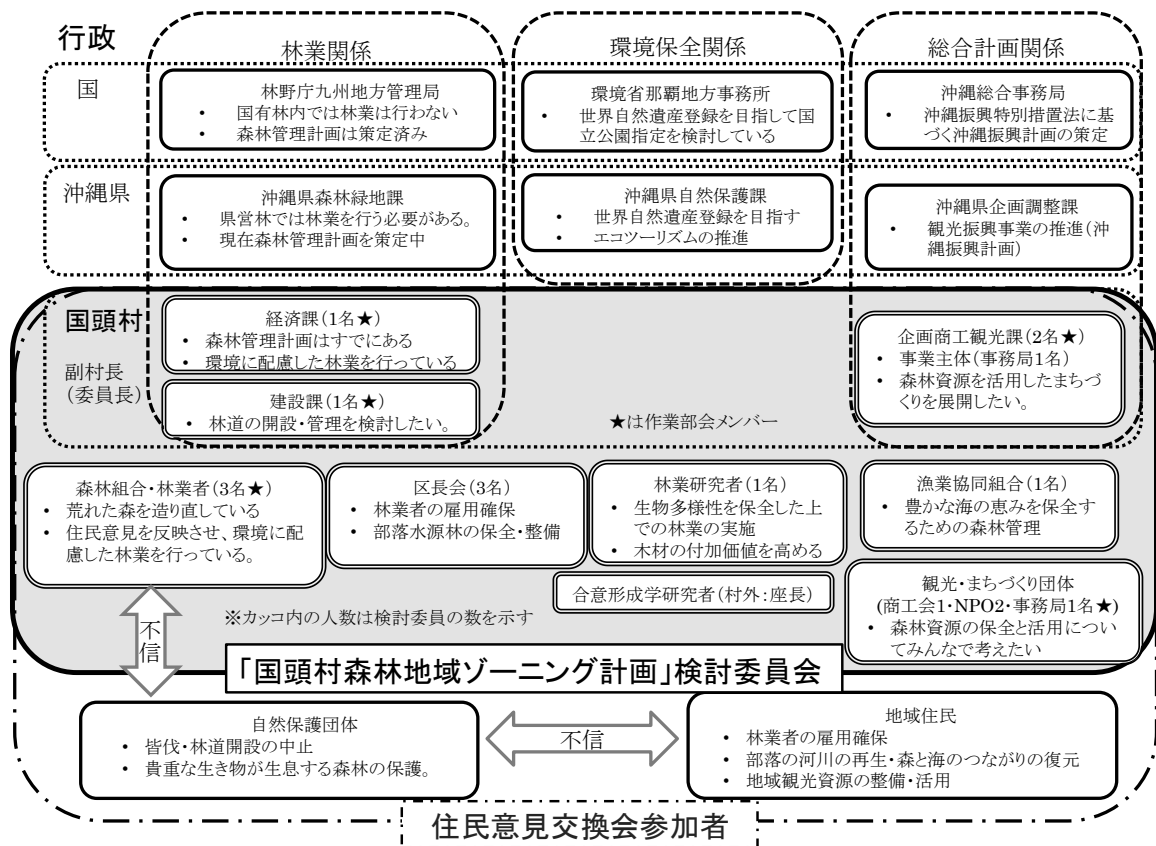 行政
林業関係
環境保全関係
総合計画関係
国
林野庁九州地方管理局
• 国有林内では林業は行わない
• 森林管理計画は策定済み
環境省那覇地方事務所
• 世界自然遺産登録を目指して国
立公園指定を検討している
沖縄総合事務局
• 沖縄振興特別措置法に基
づく沖縄振興計画の策定
沖縄県
沖縄県森林緑地課
• 県営林では林業を行う必要がある。
• 現在森林管理計画を策定中
沖縄県自然保護課
• 世界自然遺産登録を目指す
• エコツーリズムの推進
沖縄県企画調整課
• 観光振興事業の推進(沖
縄振興計画)
国頭村
副村長
(委員長)
経済課(1名★)
• 森林管理計画はすでにある
• 環境に配慮した林業を行っている
建設課(1名★)
• 林道の開設・管理を検討したい。
★は作業部会メンバー
企画商工観光課(2名★)
• 事業主体(事務局1名)
• 森林資源を活用したまちづ
くりを展開したい。
森林組合・林業者(3名★)
• 荒れた森を造り直している
• 住民意見を反映させ、環境に配
慮した林業を行っている。
区長会(3名)
• 林業者の雇用確保
• 部落水源林の保全・整備
林業研究者(1名)
• 生物多様性を保全した上
での林業の実施
• 木材の付加価値を高める
漁業協同組合(1名)
• 豊かな海の恵みを保全す
るための森林管理
合意形成学研究者(村外:座長)
観光・まちづくり団体
(商工会1・NPO2・事務局1名★)
• 森林資源の保全と活用につい
てみんなで考えたい
不信
※カッコ内の人数は検討委員の数を示す
「国頭村森林地域ゾーニング計画」検討委員会
自然保護団体
• 皆伐・林道開設の中止
• 貴重な生き物が生息する森林の保護。
不信
地域住民
• 林業者の雇用確保
• 部落の河川の再生・森と海のつながりの復元
• 地域観光資源の整備・活用
住民意見交換会参加者